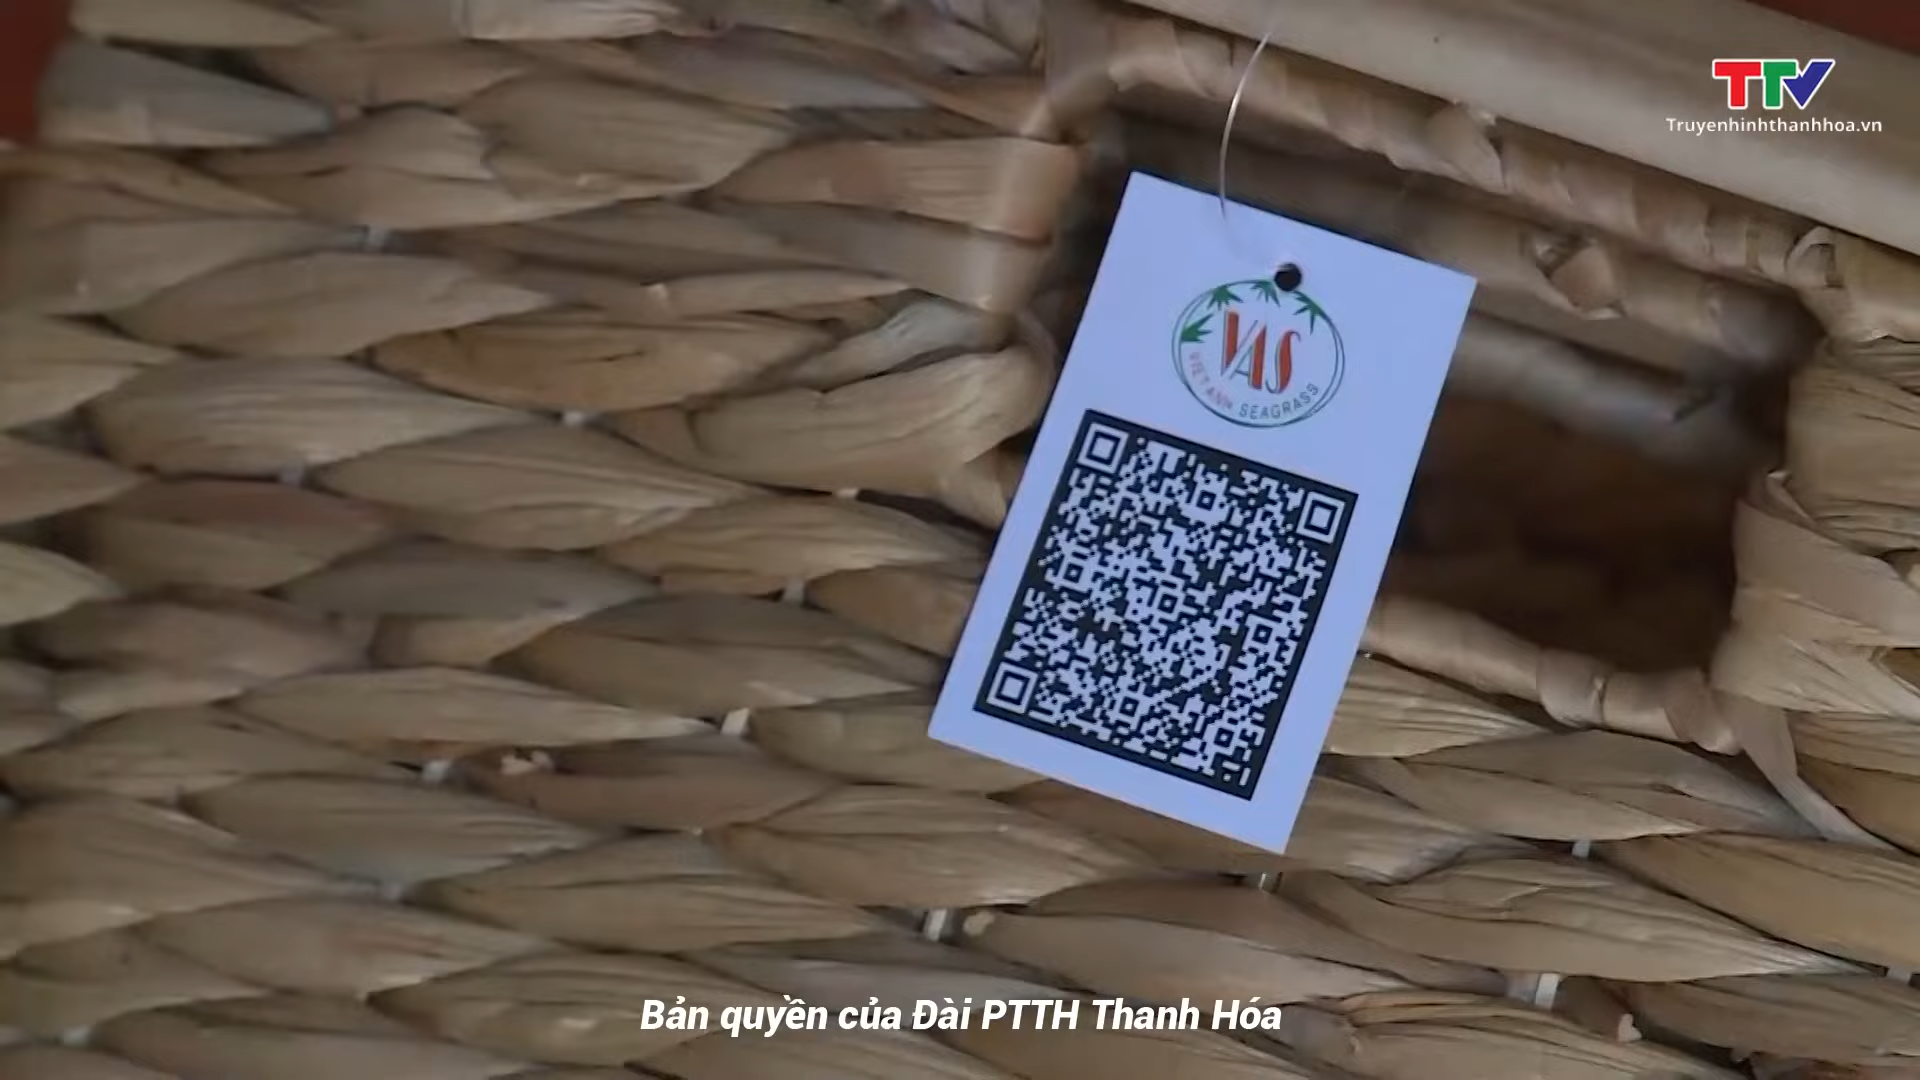 TTV
Truyenhinhthanhhoa.vn
VAS
VIET ANH SEAGRASS
Bản quyền của Đài PTTH Thanh Hóa